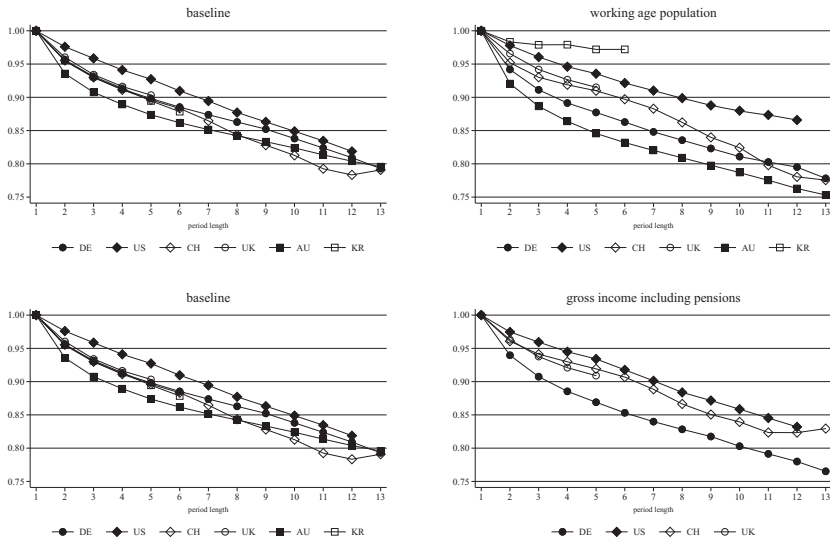 baseline
1.00
0.95
0.90
0.85
0.80
0.75
1 2 3 4 5 6 7 8 9 10 11 12 13
period length
DE US CH UK AU KR
working age population
1.00
0.95
0.90
0.85
0.80
0.75
1 2 3 4 5 6 7 8 9 10 11 12 13
period length
DE US CH UK AU KR
baseline
1.00
0.95
0.90
0.85
0.80
0.75
1 2 3 4 5 6 7 8 9 10 11 12 13
period length
DE US CH UK AU KR
gross income including pensions
1.00
0.95
0.90
0.85
0.80
0.75
1 2 3 4 5 6 7 8 9 10 11 12 13
period length
DE US CH UK